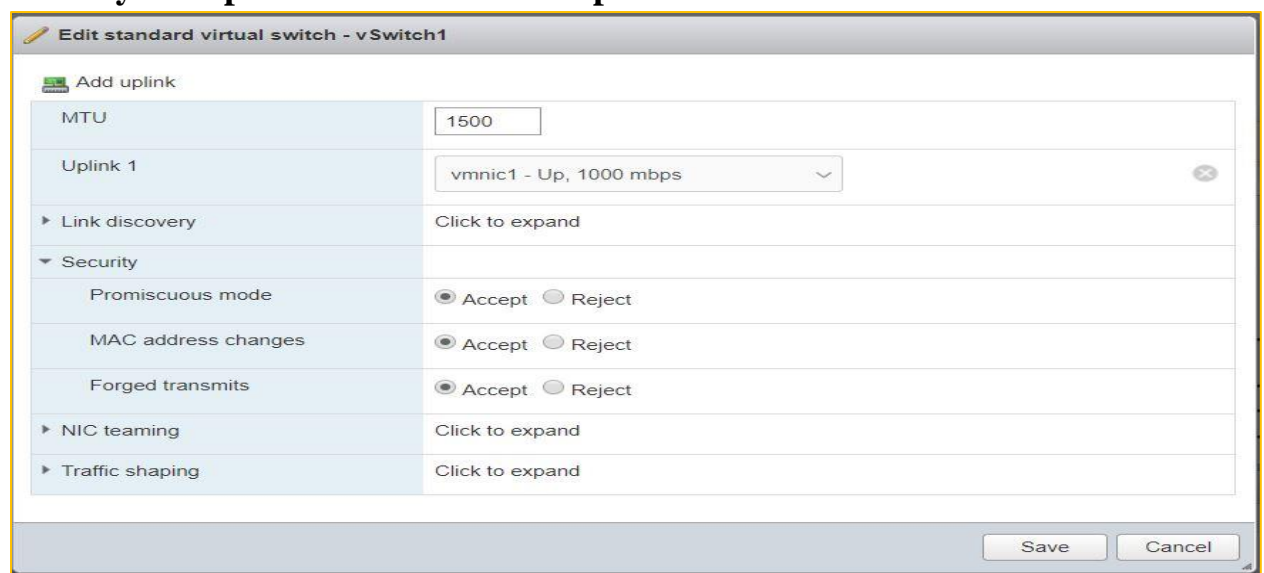 Edit standard virtual switch - vSwitch1
Add uplink
MTU 1500
Uplink 1 vmnic1 - Up, 1000 mbps
Link discovery Click to expand
Security
Promiscuous mode Accept Reject
MAC address changes Accept Reject
Forged transmits Accept Reject
NIC teaming Click to expand
Traffic shaping Click to expand
Save Cancel